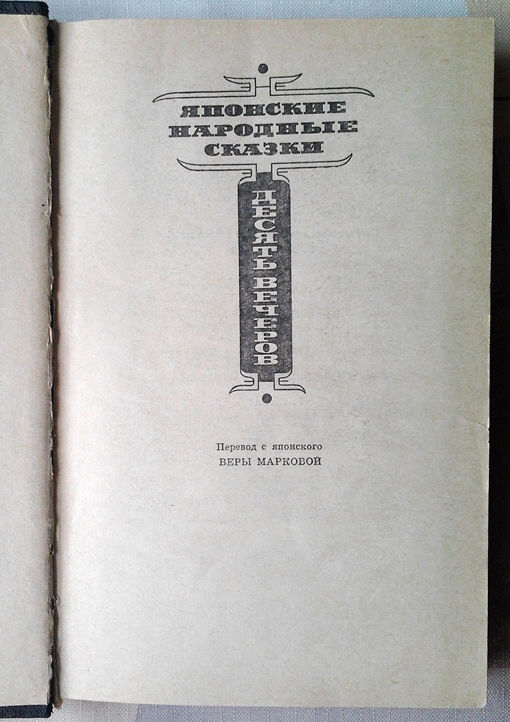 ЯПОНСКИЕ
НАРОДНЫЕ
СКАЗКИ
ДЕСЯТЬ ВЕЧЕРОВ
Перевод с японского
ВЕРЫ МАРКОВОЙ